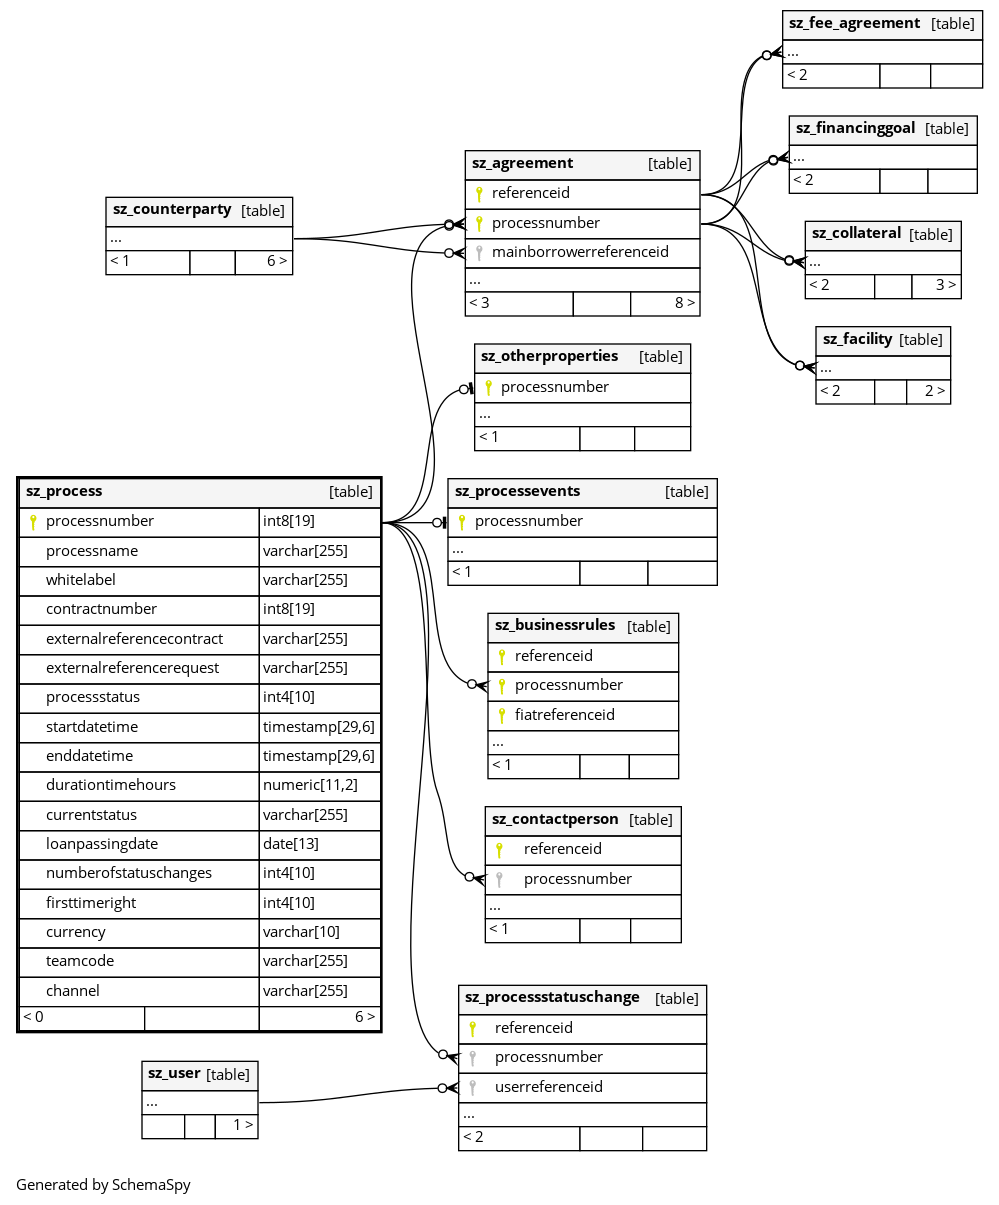 sz_fee_agreement [table]
...
< 2
sz_financinggoal [table]
...
< 2
sz_agreement [table]
referenceid
processnumber
mainborrowerreferenceid
...
< 3 8 >
sz_counterparty [table]
...
< 1 6 >
sz_collateral [table]
...
< 2 3 >
sz_facility [table]
...
< 2 2 >
sz_otherproperties [table]
processnumber
...
< 1
sz_process [table]
processnumber int8[19]
processname varchar[255]
whitelabel varchar[255]
contractnumber int8[19]
externalreferencecontract varchar[255]
externalreferencerequest varchar[255]
processstatus int4[10]
startdatetime timestamp[29,6]
enddatetime timestamp[29,6]
durationtimehours numeric[11,2]
currentstatus varchar[255]
loanpassingdate date[13]
numberofstatuschanges int4[10]
firsttimeright int4[10]
currency varchar[10]
teamcode varchar[255]
channel varchar[255]
< 0 6 >
sz_processevents [table]
processnumber
...
< 1
sz_businessrules [table]
referenceid
processnumber
fiatreferenceid
...
< 1
sz_contactperson [table]
referenceid
processnumber
...
< 1
sz_processstatuschange [table]
referenceid
processnumber
userreferenceid
...
< 2
sz_user [table]
...
1 >
Generated by SchemaSpy